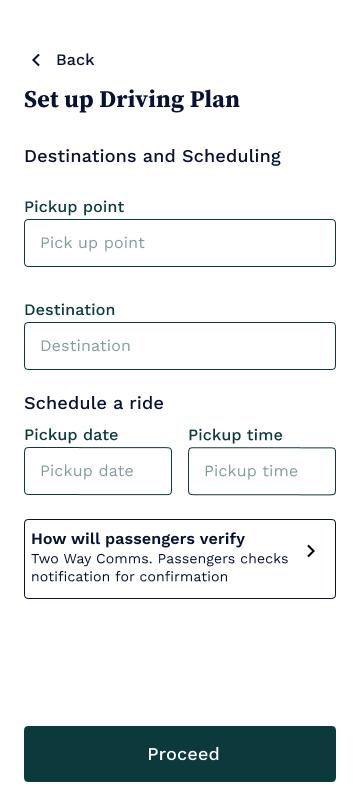 Back
Set up Driving Plan
Destinations and Scheduling
Pickup point
Pick up point
Destination
Destination
Schedule a ride
Pickup date
Pickup time
Pickup date
Pickup time
How will passengers verify
Two Way Comms. Passengers checks
notification for confirmation
Proceed